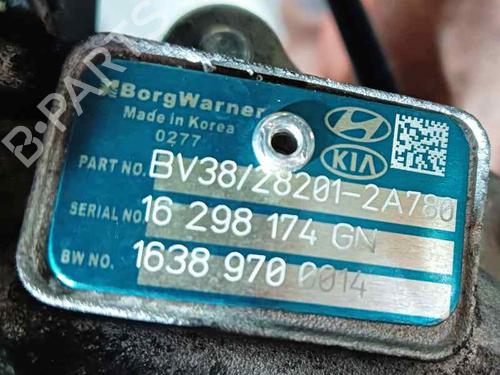 BorgWarner
Made in Korea
0277
KIA
PART NO. BV38/28201-2A780
SERIAL NO 16 298 174 GN
BW NO. 1638 970 0014
B-PARTS